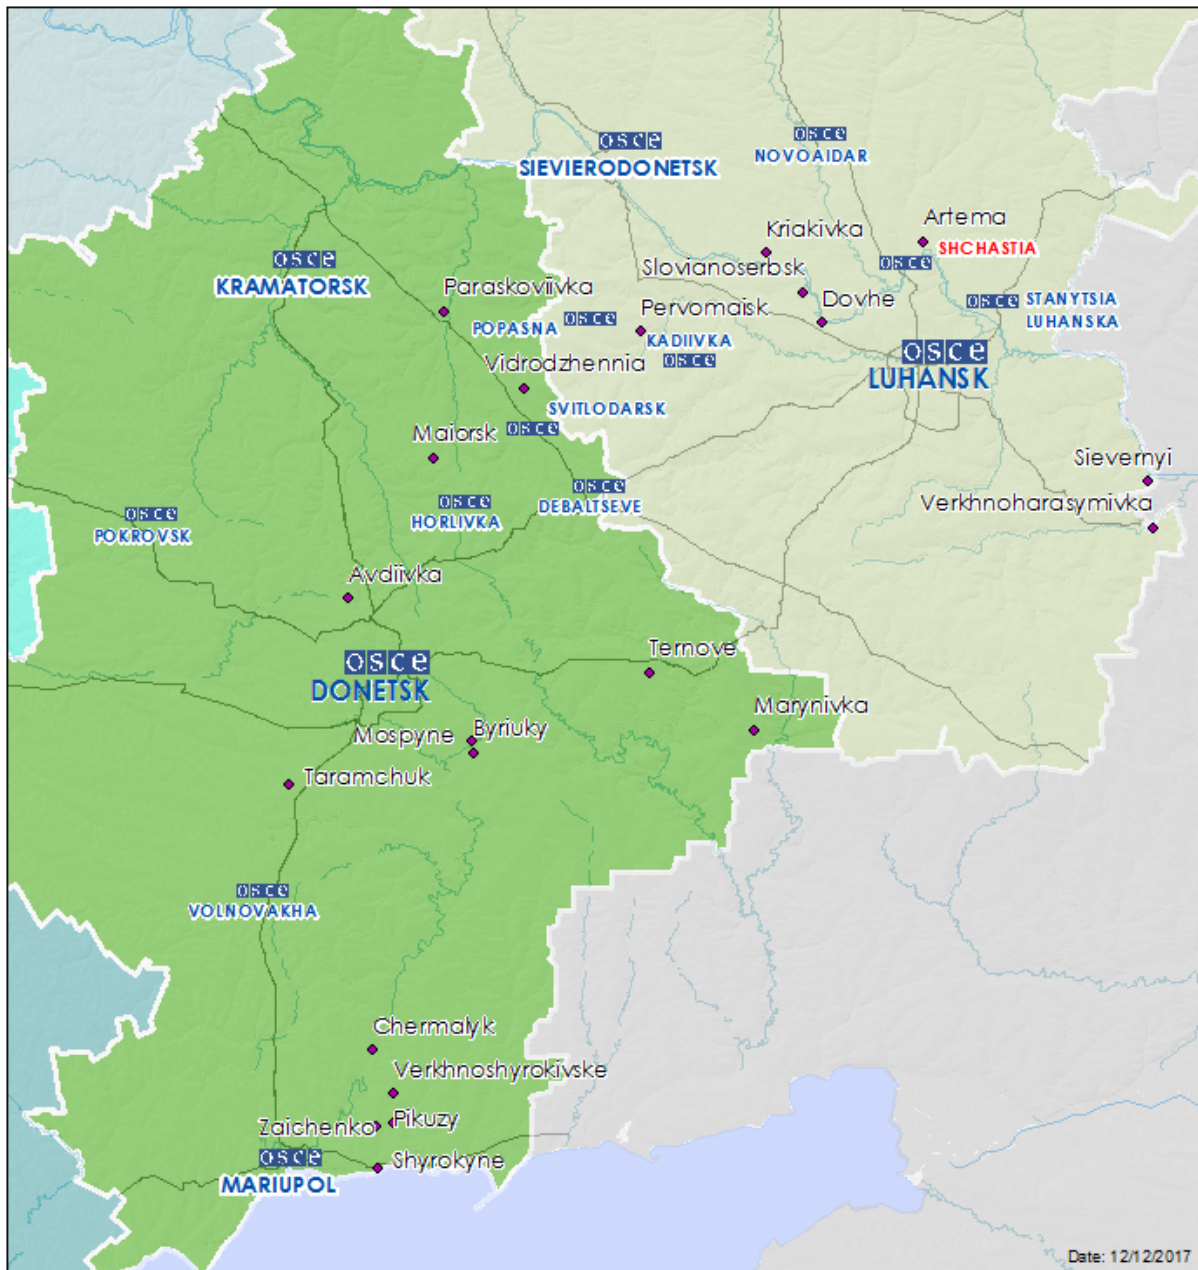 osce
SIEVIERODONETSK
osce
NOVOAIDAR
Artema
SHCHASTIA
osce
Kriakivka
osce
KRAMATORSK
Slovianoserbsk
Paraskoviivka
Dovhe
osce
STANYTSIA
LUHANSKA
POPASNA
osce
Pervomaisk
KADIIVKA
osce
osce
LUHANSK
Vidrodzhennia
SVITLODARSK
osce
Maiorsk
Sievernyi
Verkhnoharasymivka
osce
HORLIVKA
osce
DEBALTSEVE
osce
POKROVSK
Avdiivka
osce
DONETSK
Ternove
Marynivka
Mospyne
Byriuky
Taramchuk
osce
VOLNOVAKHA
Chermalyk
Verkhnoshyrokivske
Zaichenko
Pikuzy
osce
MARIUPOL
Shyrokyne
Date: 12/12/2017